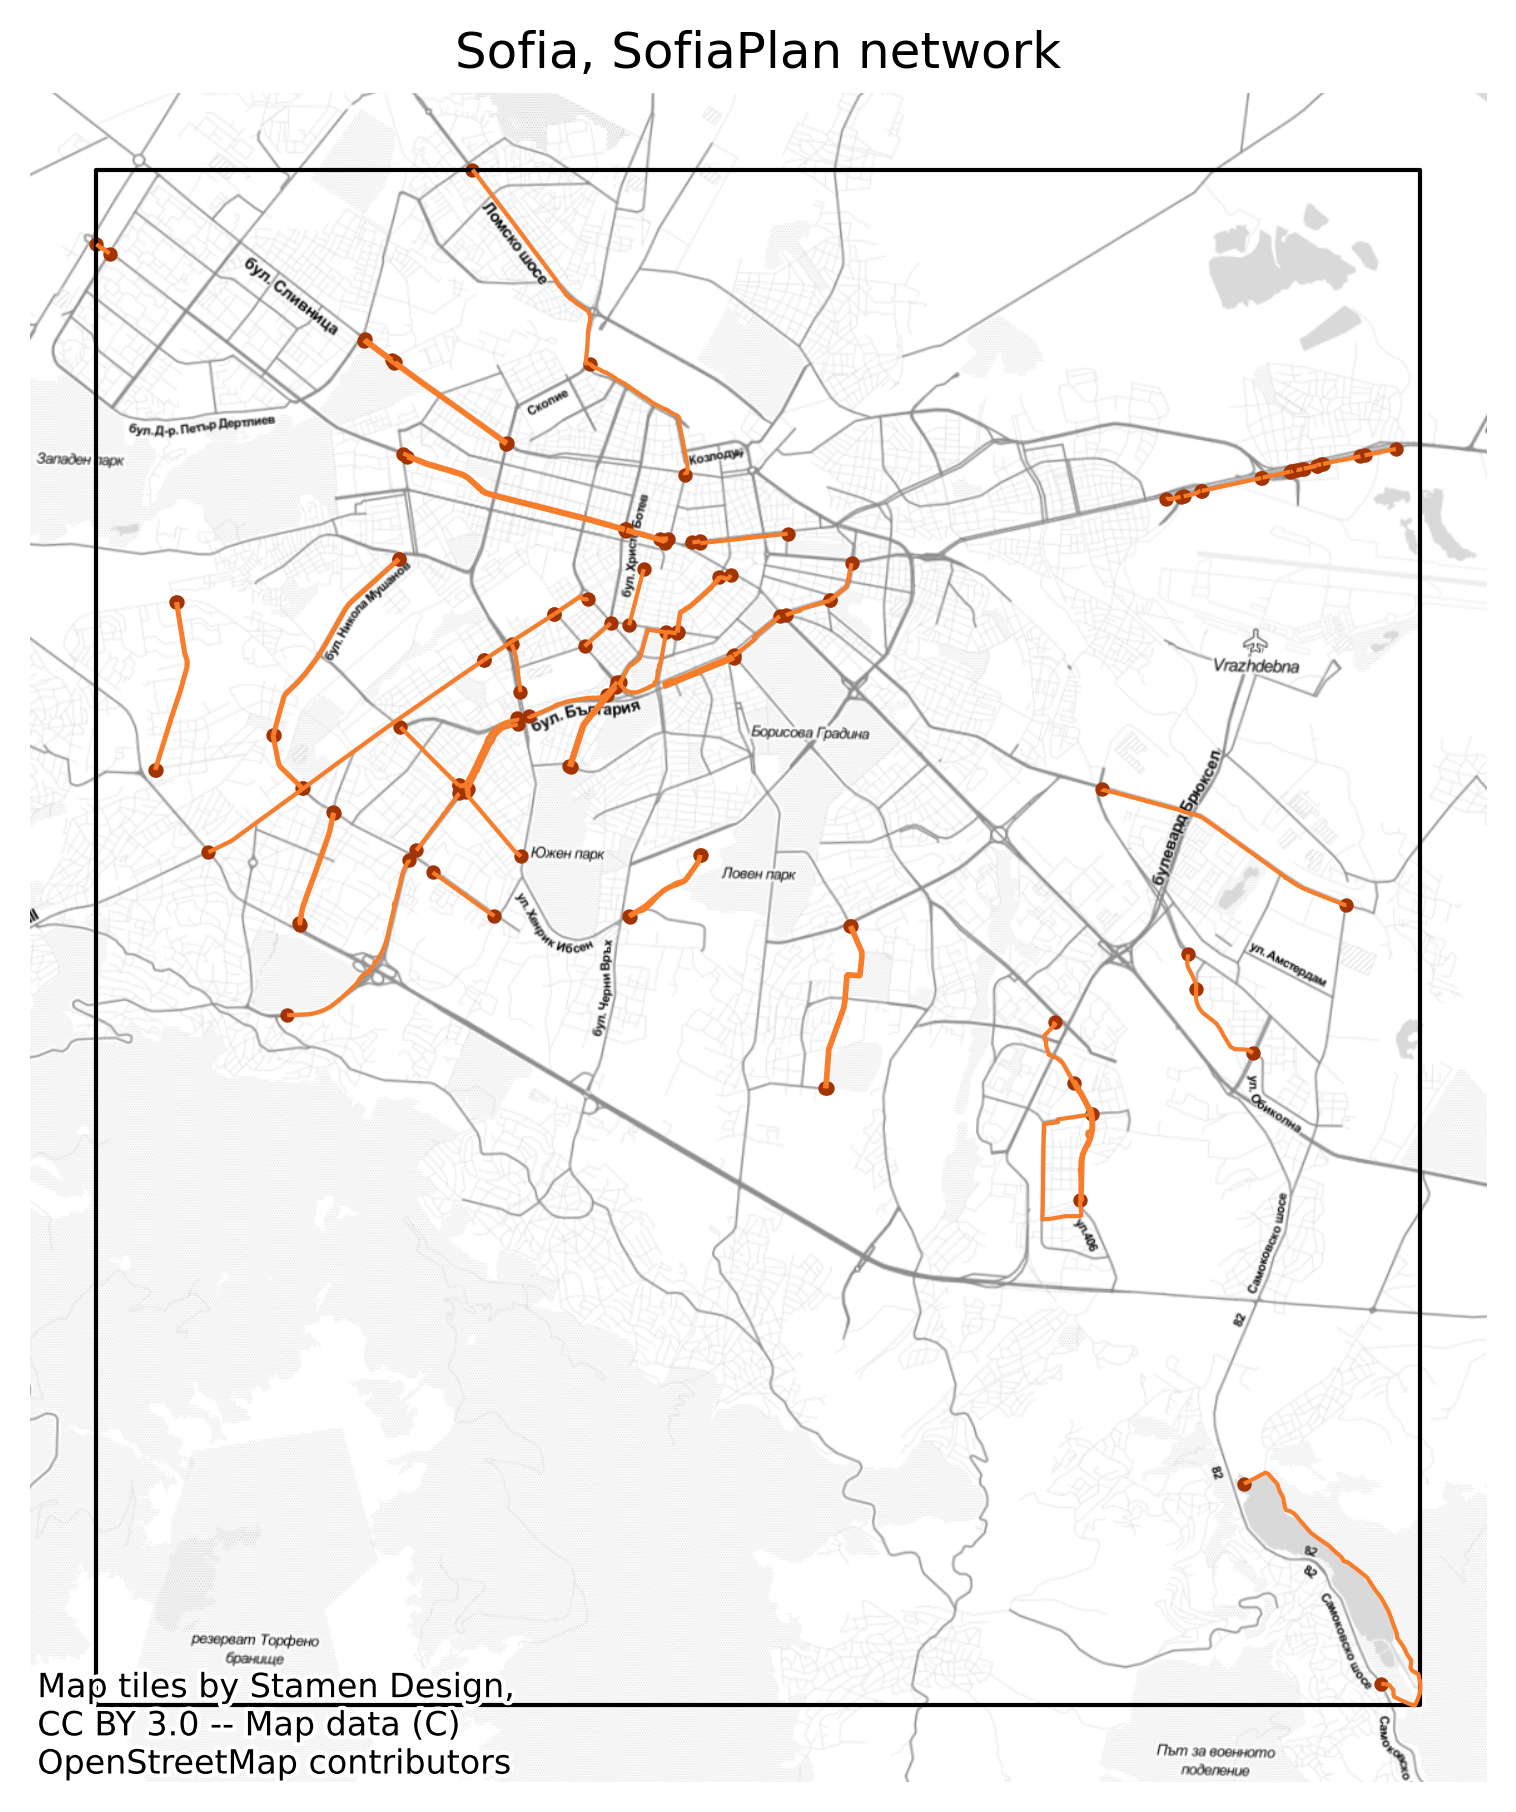 Sofia, SofiaPlan network
Ломско шосе
бул. Сливница
Скопие
бул. Д-р. Петър Дертлиев
Западен парк
Козлодуй
бул. Христо Ботев
бул. Никола Мушанов
Vrazhdebna
бул. България
Борисова Градина
булевард Брюксел
Южен парк
Ловен парк
ул. Хенрик Ибсен
бул. Черни Връх
ул. Амстердам
ул. Обиколна
ул.406
Самоковско шосе
82
82
82
82
Самоковско шосе
резерват Торфено
бранище
Map tiles by Stamen Design,
CC BY 3.0 -- Map data (C)
OpenStreetMap contributors
Самоковско
Път за военното
поделение